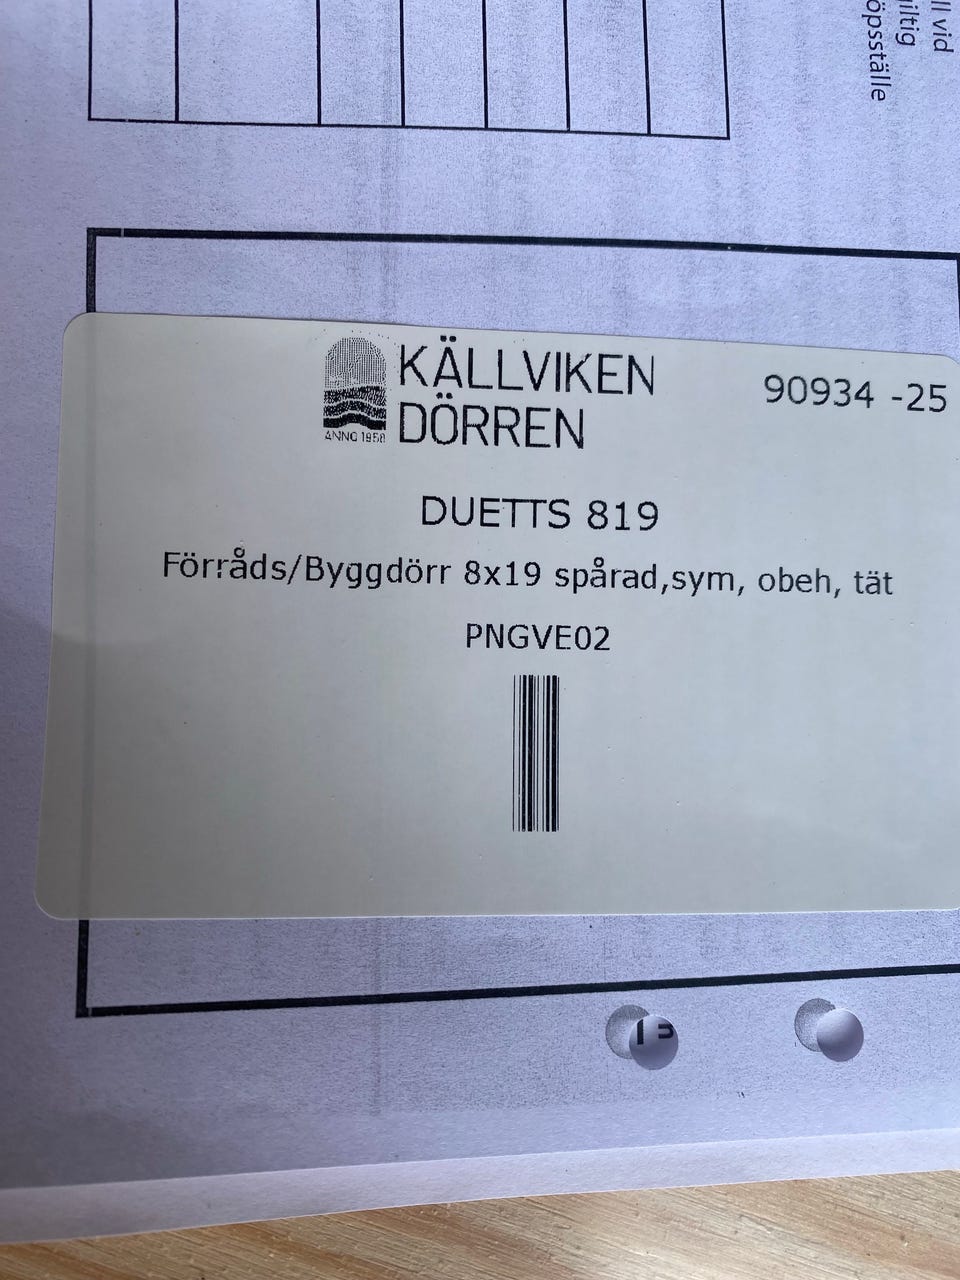 ll vid
giltig
öpsställe
KÄLLVIKEN
DÖRREN
ANNO 1958
90934 -25
DUETTS 819
Förråds/Byggdörr 8x19 spårad,sym, obeh, tät
PNGVE02